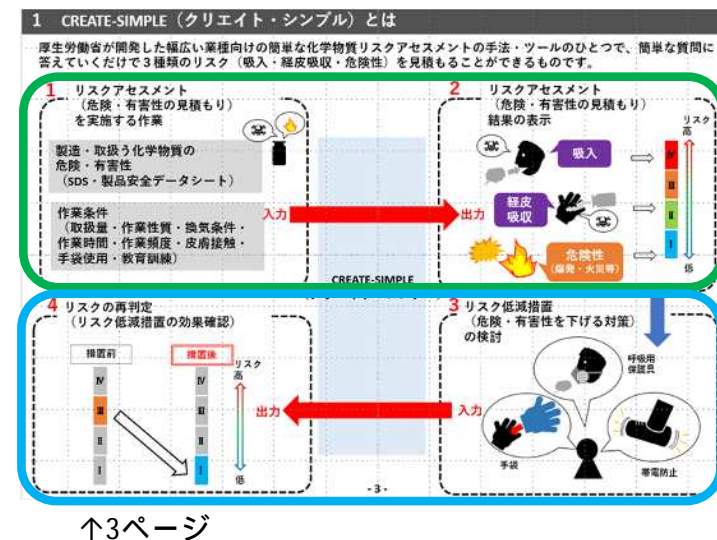 1 CREATE-SIMPLE（クリエイト・シンプル）とは
厚生労働省が開発した幅広い業種向けの簡単な化学物質リスクアセスメントの手法・ツールのひとつで、簡単な質問に
答えていくだけで３種類のリスク（吸入・経皮吸収・危険性）を見積もることができるものです。
1 リスクアセスメント
（危険・有害性の見積もり）
を実施する作業
製造・取扱う化学物質の
危険・有害性
（SDS・製品安全データシート）
作業条件
（取扱量・作業性質・換気条件・
作業時間・作業頻度・皮膚接触・
手袋使用・教育訓練）
入力
2 リスクアセスメント
（危険・有害性の見積もり）
結果の表示
出力
吸入
経皮
吸収
危険性
（爆発・火災等）
リスク
高
Ⅳ
Ⅲ
Ⅱ
Ⅰ
低
CREATE-SIMPLE
3 リスク低減措置
（危険・有害性を下げる対策）
の検討
入力
呼吸用
保護具
手袋
帯電防止
4 リスクの再判定
（リスク低減措置の効果確認）
措置前
Ⅳ
Ⅲ
Ⅱ
Ⅰ
措置後
Ⅳ
Ⅲ
Ⅱ
Ⅰ
リスク
高
低
出力
- 3 -
↑3ページ